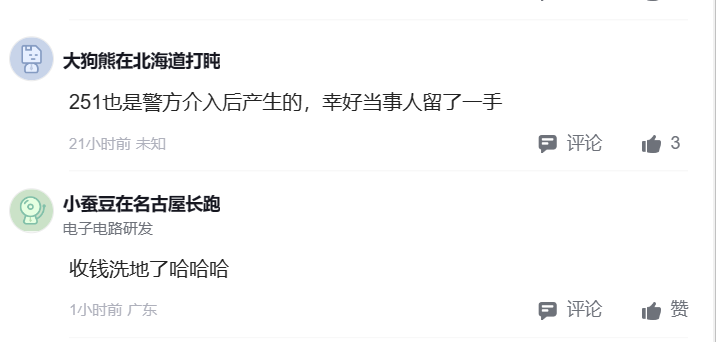 大狗熊在北海道打盹
251也是警方介入后产生的，幸好当事人留了一手
21小时前 未知 评论 3
小蚕豆在名古屋长跑
电子电路研发
收钱洗地了哈哈哈
1小时前 广东 评论 赞